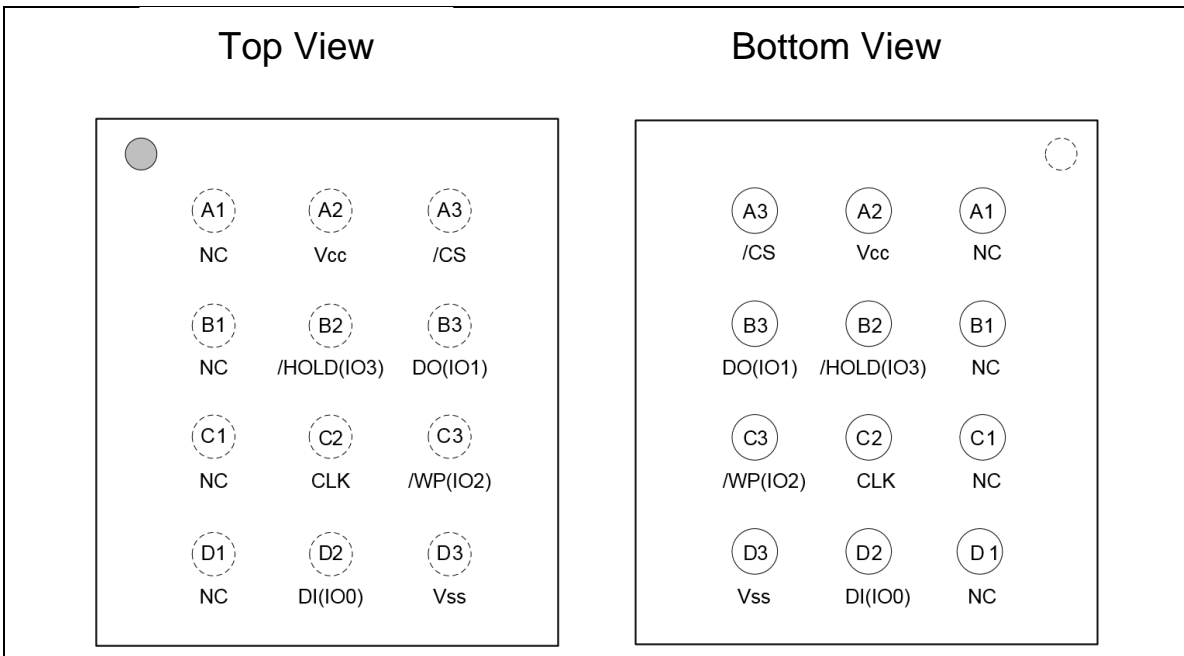 Top View
Bottom View
A1 A2 A3
NC Vcc /CS
B1 B2 B3
NC /HOLD(IO3) DO(IO1)
C1 C2 C3
NC CLK /WP(IO2)
D1 D2 D3
NC DI(IO0) Vss
A3 A2 A1
/CS Vcc NC
B3 B2 B1
DO(IO1) /HOLD(IO3) NC
C3 C2 C1
/WP(IO2) CLK NC
D3 D2 D 1
Vss DI(IO0) NC